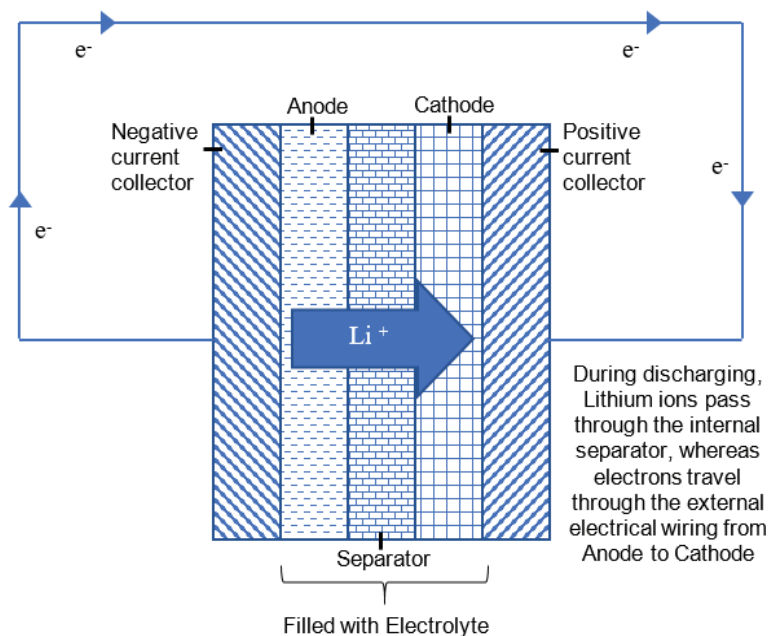 e-
e-
Anode
Cathode
Negative
current
collector
Positive
current
collector
e-
e-
Li +
During discharging,
Lithium ions pass
through the internal
separator, whereas
electrons travel
through the external
electrical wiring from
Anode to Cathode
Separator
Filled with Electrolyte